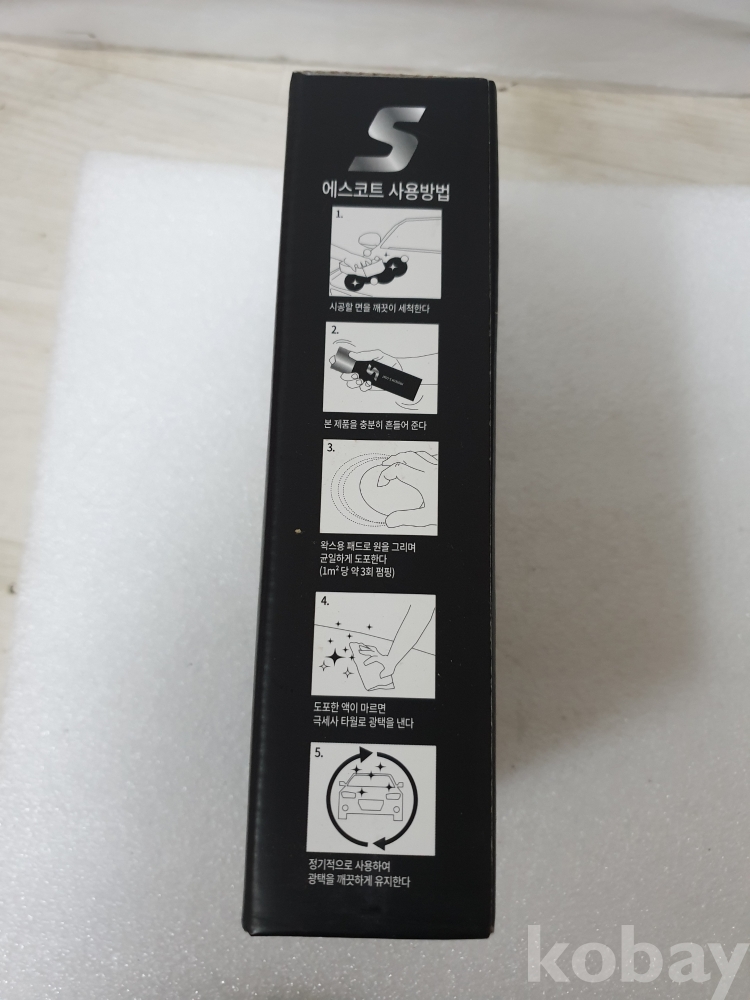 S
에스코트 사용방법
1.
시공할 면을 깨끗이 세척한다
2.
S
본 제품을 충분히 흔들어 준다
3.
왁스용 패드로 원을 그리며
균일하게 도포한다
(1m² 당 약 3회 펌핑)
4.
도포한 액이 마르면
극세사 타월로 광택을 낸다
5.
정기적으로 사용하여
광택을 깨끗하게 유지한다
kobay